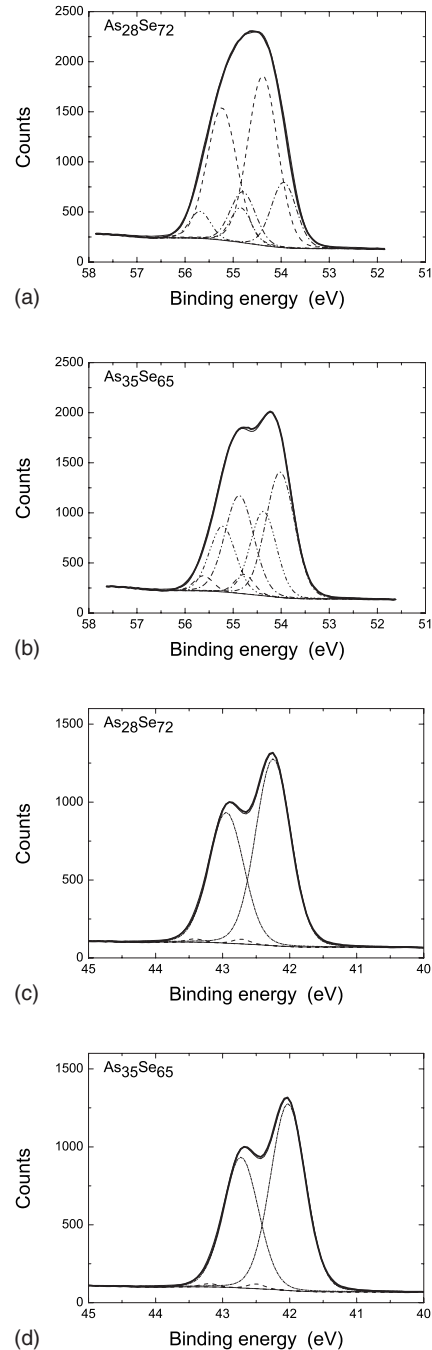 As28Se72
2500
2000
1500
1000
500
0
Counts
58 57 56 55 54 53 52 51
(a) Binding energy (eV)
As35Se65
2500
2000
1500
1000
500
0
Counts
58 57 56 55 54 53 52 51
(b) Binding energy (eV)
As28Se72
1500
1000
500
0
Counts
45 44 43 42 41 40
(c) Binding energy (eV)
As35Se65
1500
1000
500
0
Counts
45 44 43 42 41 40
(d) Binding energy (eV)